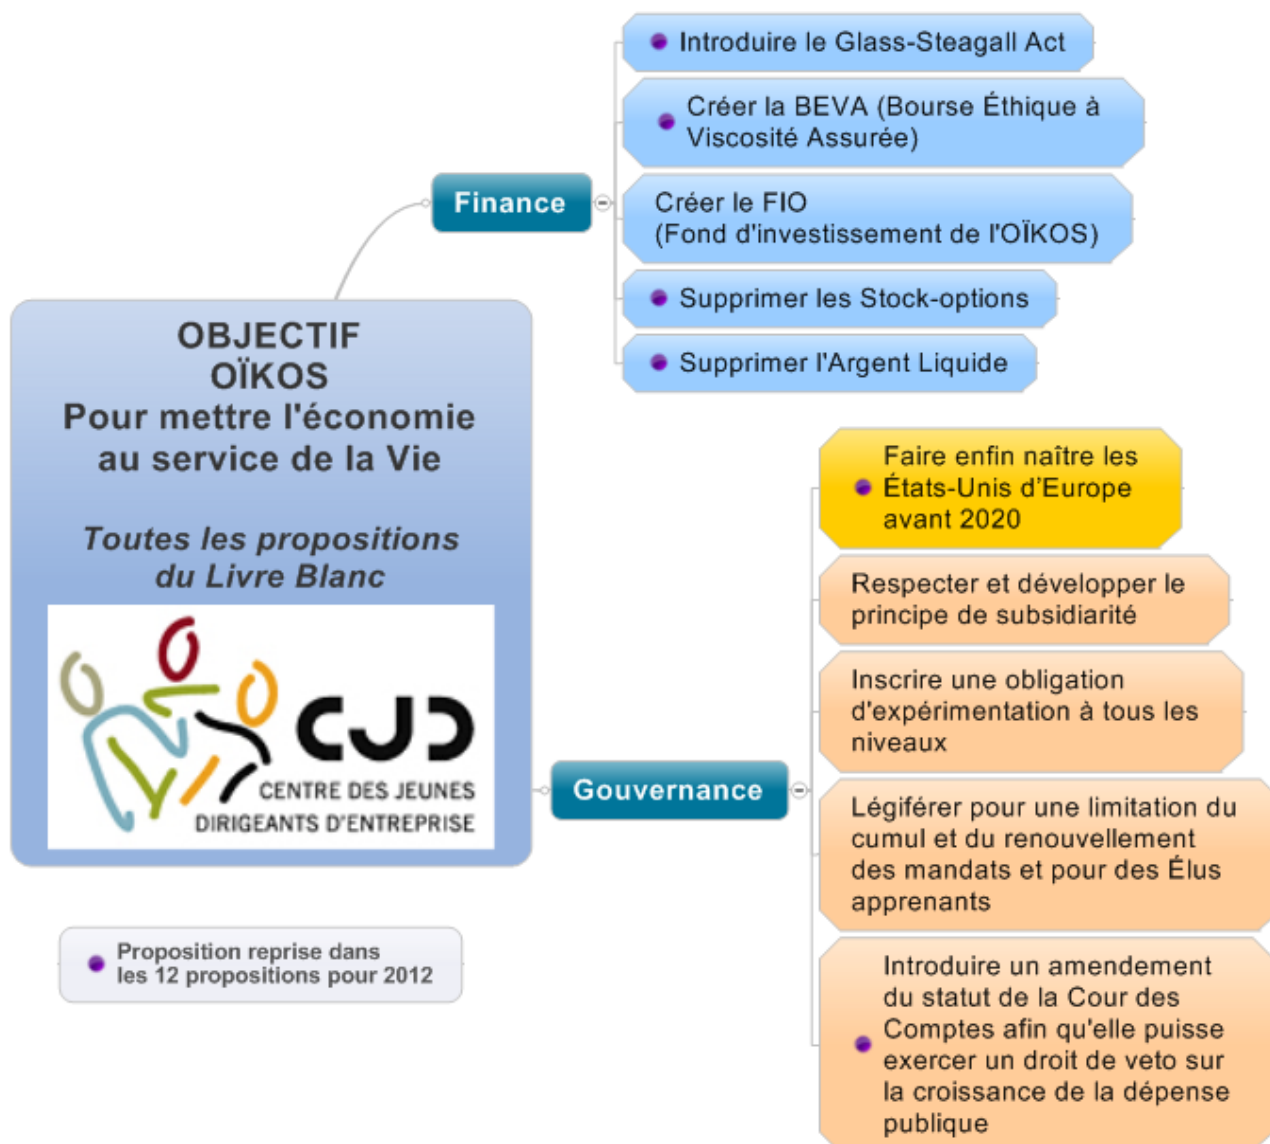 OBJECTIF
OÏKOS
Pour mettre l'économie
au service de la Vie
Toutes les propositions
du Livre Blanc
CJD
CENTRE DES JEUNES
DIRIGEANTS D'ENTREPRISE
Proposition reprise dans
les 12 propositions pour 2012
Finance
Introduire le Glass-Steagall Act
Créer la BEVA (Bourse Éthique à
Viscosité Assurée)
Créer le FIO
(Fond d'investissement de l'OÏKOS)
Supprimer les Stock-options
Supprimer l'Argent Liquide
Gouvernance
Faire enfin naître les
États-Unis d’Europe
avant 2020
Respecter et développer le
principe de subsidiarité
Inscrire une obligation
d'expérimentation à tous les
niveaux
Légiférer pour une limitation du
cumul et du renouvellement
des mandats et pour des Élus
apprenants
Introduire un amendement
du statut de la Cour des
Comptes afin qu'elle puisse
exercer un droit de veto sur
la croissance de la dépense
publique